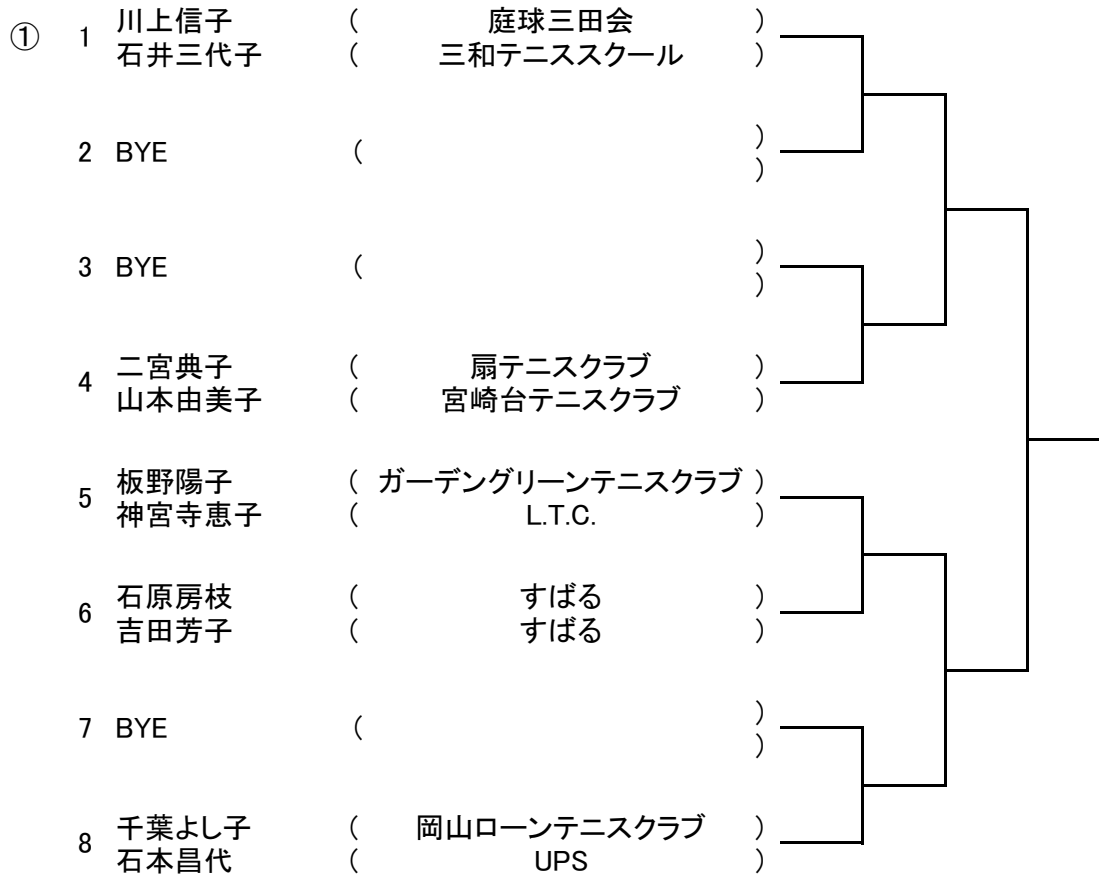 ① 1 川上信子 ( 庭球三田会 )
石井三代子 ( 三和テニススクール )
2 BYE ( )
)
3 BYE ( )
)
4 二宮典子 ( 扇テニスクラブ )
山本由美子 ( 宮崎台テニスクラブ )
5 板野陽子 ( ガーデングリーンテニスクラブ )
神宮寺恵子 ( L.T.C. )
6 石原房枝 ( すばる )
吉田芳子 ( すばる )
7 BYE ( )
)
8 千葉よし子 ( 岡山ローンテニスクラブ )
石本昌代 ( UPS )